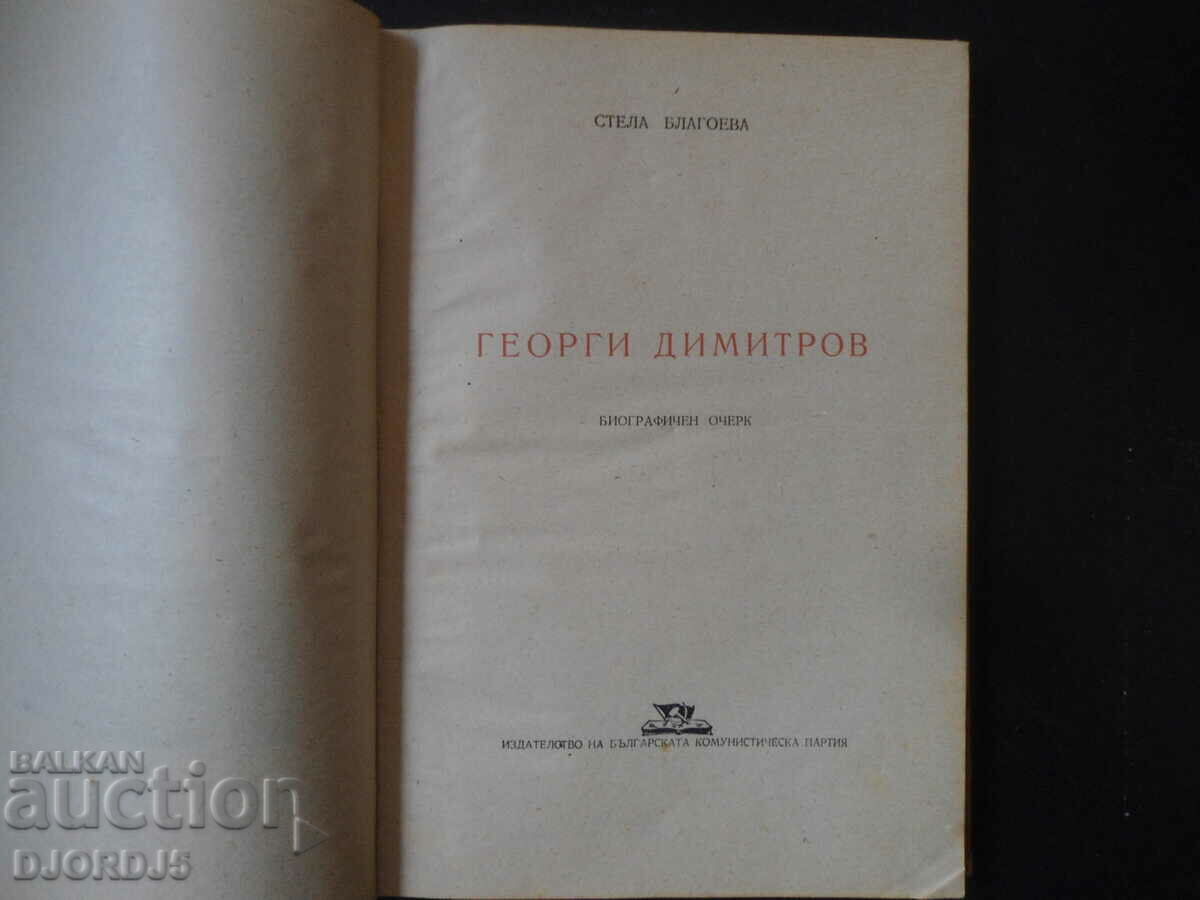 СТЕЛА БЛАГОЕВА
ГЕОРГИ ДИМИТРОВ
БИОГРАФИЧЕН ОЧЕРК
ИЗДАТЕЛСТВО НА БЪЛГАРСКАТА КОМУНИСТИЧЕСКА ПАРТИЯ
BALKAN
auction
DJORDJ5